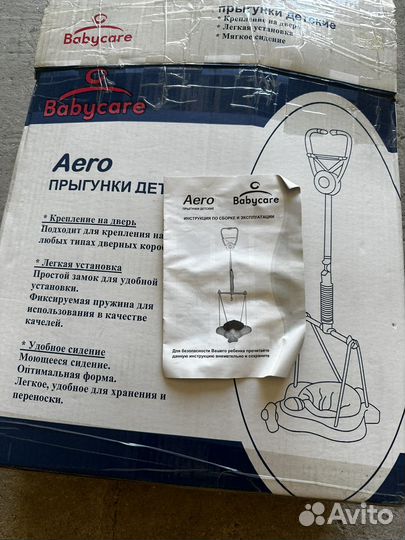 Babycare
ПРЫГУНКИ ДЕТСКИЕ
* Крепление на дверь
* Легкая установка
* Мягкое сидение
Babycare
Aero
ПРЫГУНКИ ДЕТ
* Крепление на дверь
Подходит для крепления на
любых типах дверных короб
* Легкая установка
Простой замок для удобной
установки.
Фиксируемая пружина для
использования в качестве
качелей.
* Удобное сидение
Моющееся сидение.
Оптимальная форма.
Легкое, удобное для хранения и
переноски.
Aero
ПРЫГУНКИ ДЕТСКИЕ
Babycare
ИНСТРУКЦИЯ ПО СБОРКЕ И ЭКСПЛУАТАЦИИ
Для безопасности Вашего ребенка прочитайте
данную инструкцию внимательно и сохраните
Avito